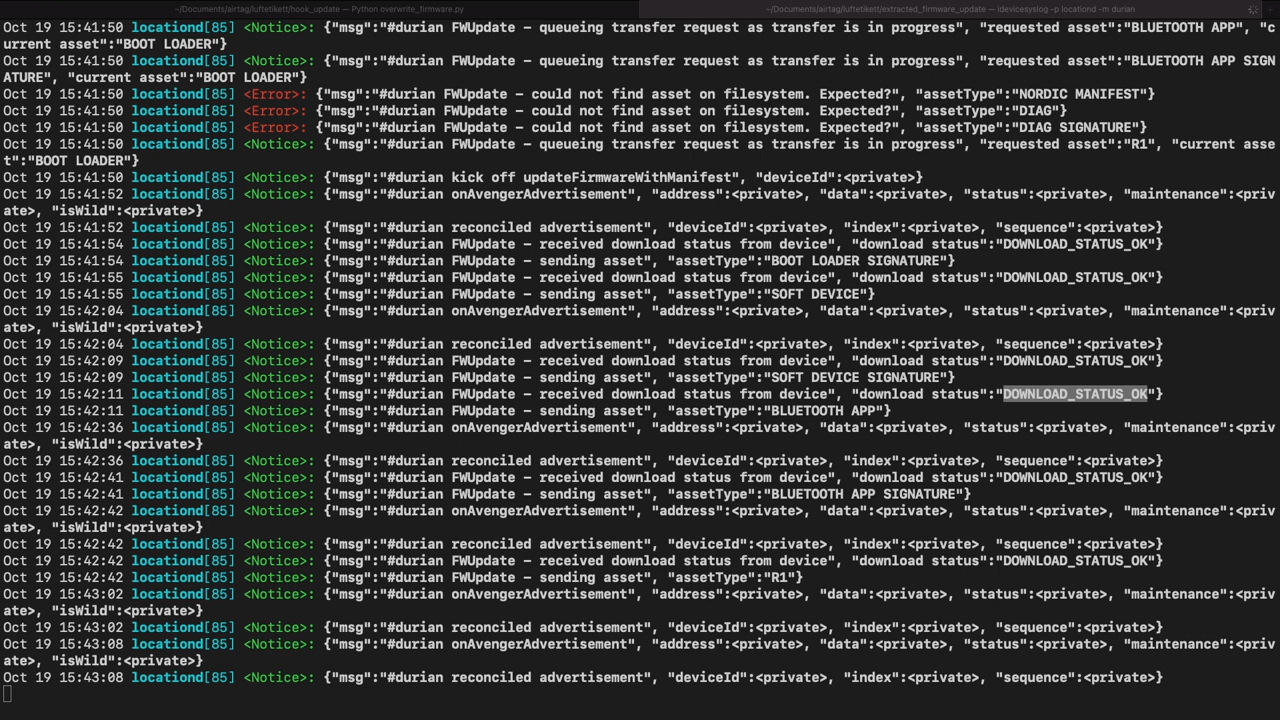 ~/Documents/airtag/luftetikett/hook_update — Python overwrite_firmware.py
~/Documents/airtag/luftetikett/extracted_firmware_update — idevicesyslog -p locationd -m durian
Oct 19 15:41:50 locationd[85] <Notice>: {"msg":"#durian FWUpdate - queueing transfer request as transfer is in progress", "requested asset":"BLUETOOTH APP", "c
urrent asset":"BOOT LOADER"}
Oct 19 15:41:50 locationd[85] <Notice>: {"msg":"#durian FWUpdate - queueing transfer request as transfer is in progress", "requested asset":"BLUETOOTH APP SIGN
ATURE", "current asset":"BOOT LOADER"}
Oct 19 15:41:50 locationd[85] <Error>: {"msg":"#durian FWUpdate - could not find asset on filesystem. Expected?", "assetType":"NORDIC MANIFEST"}
Oct 19 15:41:50 locationd[85] <Error>: {"msg":"#durian FWUpdate - could not find asset on filesystem. Expected?", "assetType":"DIAG"}
Oct 19 15:41:50 locationd[85] <Error>: {"msg":"#durian FWUpdate - could not find asset on filesystem. Expected?", "assetType":"DIAG SIGNATURE"}
Oct 19 15:41:50 locationd[85] <Notice>: {"msg":"#durian FWUpdate - queueing transfer request as transfer is in progress", "requested asset":"R1", "current asse
t":"BOOT LOADER"}
Oct 19 15:41:50 locationd[85] <Notice>: {"msg":"#durian kick off updateFirmwareWithManifest", "deviceId":<private>}
Oct 19 15:41:52 locationd[85] <Notice>: {"msg":"#durian onAvengerAdvertisement", "address":<private>, "data":<private>, "status":<private>, "maintenance":<priv
ate>, "isWild":<private>}
Oct 19 15:41:52 locationd[85] <Notice>: {"msg":"#durian reconciled advertisement", "deviceId":<private>, "index":<private>, "sequence":<private>}
Oct 19 15:41:54 locationd[85] <Notice>: {"msg":"#durian FWUpdate - received download status from device", "download status":"DOWNLOAD_STATUS_OK"}
Oct 19 15:41:54 locationd[85] <Notice>: {"msg":"#durian FWUpdate - sending asset", "assetType":"BOOT LOADER SIGNATURE"}
Oct 19 15:41:55 locationd[85] <Notice>: {"msg":"#durian FWUpdate - received download status from device", "download status":"DOWNLOAD_STATUS_OK"}
Oct 19 15:41:55 locationd[85] <Notice>: {"msg":"#durian FWUpdate - sending asset", "assetType":"SOFT DEVICE"}
Oct 19 15:42:04 locationd[85] <Notice>: {"msg":"#durian onAvengerAdvertisement", "address":<private>, "data":<private>, "status":<private>, "maintenance":<priv
ate>, "isWild":<private>}
Oct 19 15:42:04 locationd[85] <Notice>: {"msg":"#durian reconciled advertisement", "deviceId":<private>, "index":<private>, "sequence":<private>}
Oct 19 15:42:09 locationd[85] <Notice>: {"msg":"#durian FWUpdate - received download status from device", "download status":"DOWNLOAD_STATUS_OK"}
Oct 19 15:42:09 locationd[85] <Notice>: {"msg":"#durian FWUpdate - sending asset", "assetType":"SOFT DEVICE SIGNATURE"}
Oct 19 15:42:11 locationd[85] <Notice>: {"msg":"#durian FWUpdate - received download status from device", "download status":"DOWNLOAD_STATUS_OK"}
Oct 19 15:42:11 locationd[85] <Notice>: {"msg":"#durian FWUpdate - sending asset", "assetType":"BLUETOOTH APP"}
Oct 19 15:42:36 locationd[85] <Notice>: {"msg":"#durian onAvengerAdvertisement", "address":<private>, "data":<private>, "status":<private>, "maintenance":<priv
ate>, "isWild":<private>}
Oct 19 15:42:36 locationd[85] <Notice>: {"msg":"#durian reconciled advertisement", "deviceId":<private>, "index":<private>, "sequence":<private>}
Oct 19 15:42:41 locationd[85] <Notice>: {"msg":"#durian FWUpdate - received download status from device", "download status":"DOWNLOAD_STATUS_OK"}
Oct 19 15:42:41 locationd[85] <Notice>: {"msg":"#durian FWUpdate - sending asset", "assetType":"BLUETOOTH APP SIGNATURE"}
Oct 19 15:42:42 locationd[85] <Notice>: {"msg":"#durian onAvengerAdvertisement", "address":<private>, "data":<private>, "status":<private>, "maintenance":<priv
ate>, "isWild":<private>}
Oct 19 15:42:42 locationd[85] <Notice>: {"msg":"#durian reconciled advertisement", "deviceId":<private>, "index":<private>, "sequence":<private>}
Oct 19 15:42:42 locationd[85] <Notice>: {"msg":"#durian FWUpdate - received download status from device", "download status":"DOWNLOAD_STATUS_OK"}
Oct 19 15:42:42 locationd[85] <Notice>: {"msg":"#durian FWUpdate - sending asset", "assetType":"R1"}
Oct 19 15:43:02 locationd[85] <Notice>: {"msg":"#durian onAvengerAdvertisement", "address":<private>, "data":<private>, "status":<private>, "maintenance":<priv
ate>, "isWild":<private>}
Oct 19 15:43:02 locationd[85] <Notice>: {"msg":"#durian reconciled advertisement", "deviceId":<private>, "index":<private>, "sequence":<private>}
Oct 19 15:43:08 locationd[85] <Notice>: {"msg":"#durian onAvengerAdvertisement", "address":<private>, "data":<private>, "status":<private>, "maintenance":<priv
ate>, "isWild":<private>}
Oct 19 15:43:08 locationd[85] <Notice>: {"msg":"#durian reconciled advertisement", "deviceId":<private>, "index":<private>, "sequence":<private>}